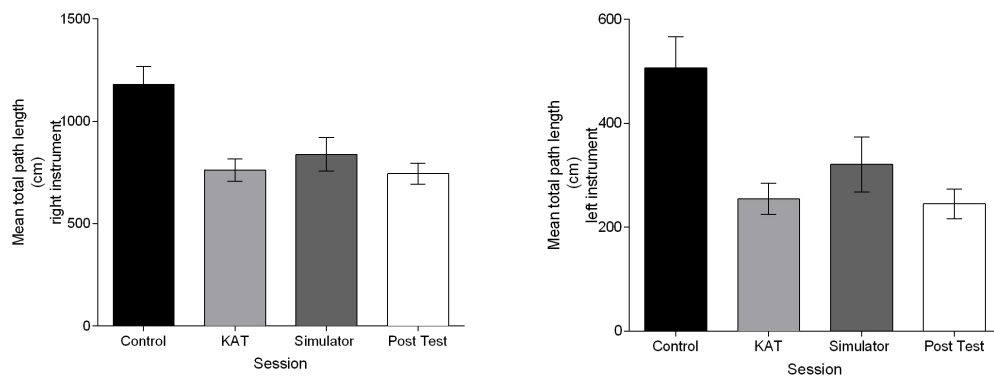 Mean total path length
(cm)
right instrument
1500
1000
500
0
Control KAT Simulator Post Test
Session
Mean total path length
(cm)
left instrument
600
400
200
0
Control KAT Simulator Post Test
Session